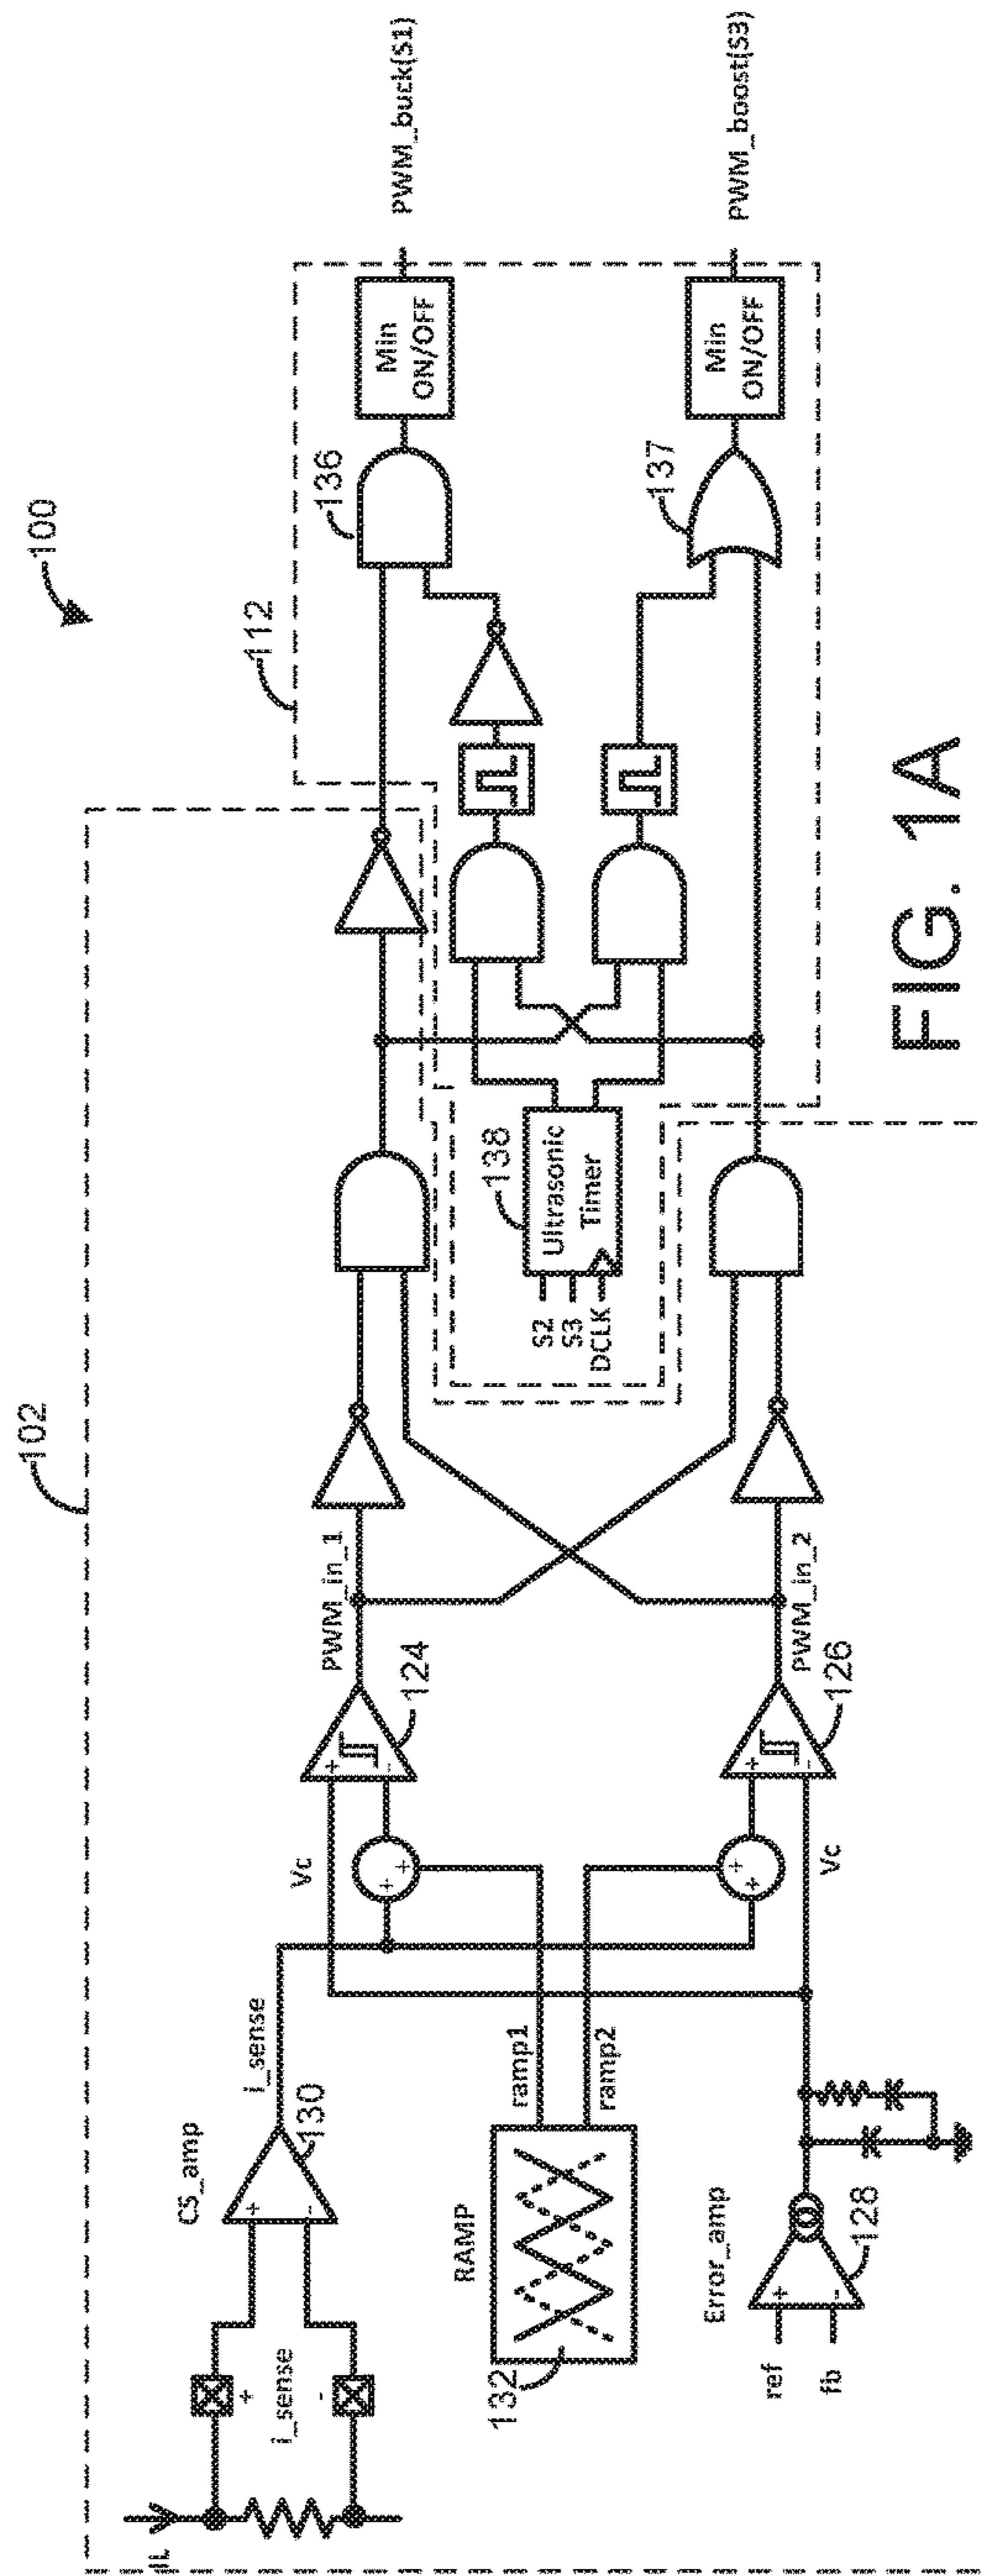 100
102
112
IL
+
i_sense
-
CS_amp
+
-
130
i_sense
RAMP
132
ramp1
ramp2
Error_amp
ref
fb
+
-
128
Vc
+
+
+
+
Vc
+
-
124
+
-
126
PWM_in_1
PWM_in_2
138
S2
S3
DCLK
Ultrasonic
Timer
136
137
Min
ON/OFF
Min
ON/OFF
PWM_buck(S1)
PWM_boost(S3)
FIG. 1A